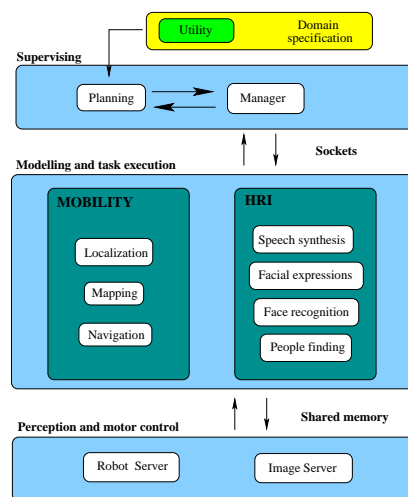 Utility
Domain
specification
Supervising
Planning
Manager
Sockets
Modelling and task execution
MOBILITY
Localization
Mapping
Navigation
HRI
Speech synthesis
Facial expressions
Face recognition
People finding
Shared memory
Perception and motor control
Robot Server
Image Server